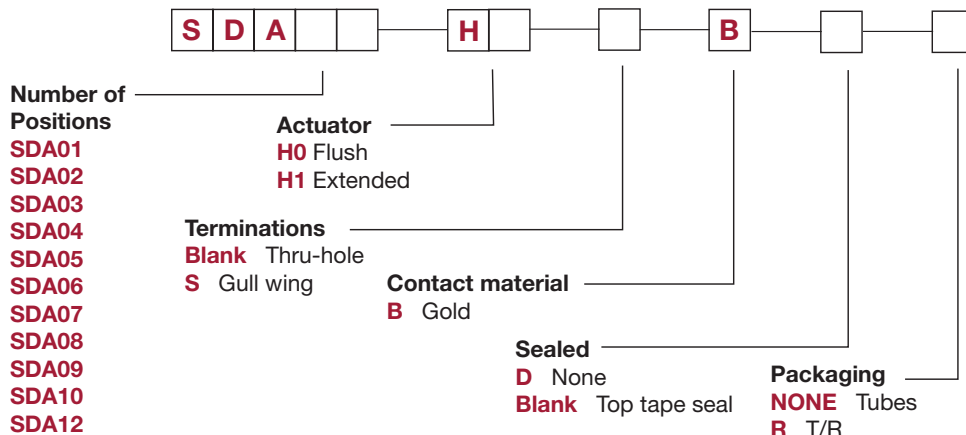 S D A H B
Number of
Positions
SDA01
SDA02
SDA03
SDA04
SDA05
SDA06
SDA07
SDA08
SDA09
SDA10
SDA12
Actuator
H0 Flush
H1 Extended
Terminations
Blank Thru-hole
S Gull wing
Contact material
B Gold
Sealed
D None
Blank Top tape seal
Packaging
NONE Tubes
R T/R